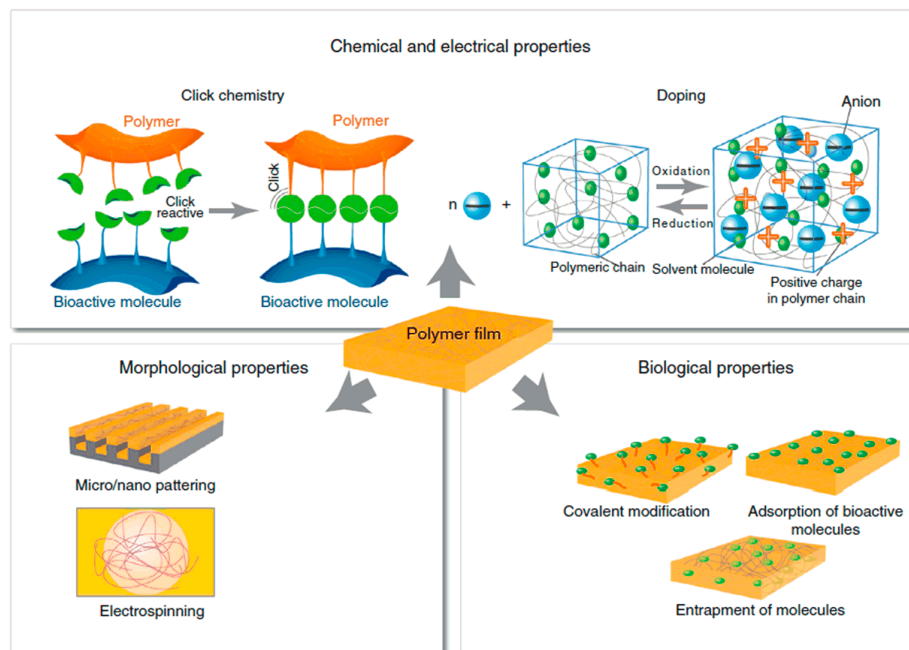 Chemical and electrical properties
Click chemistry
Polymer
Click
reactive
Bioactive molecule
Polymer
Click
Bioactive molecule
Doping
n
+
Polymeric chain
Oxidation
Reduction
Anion
Solvent molecule
Positive charge
in polymer chain
Polymer film
Morphological properties
Micro/nano pattering
Electrospinning
Biological properties
Covalent modification
Adsorption of bioactive
molecules
Entrapment of molecules